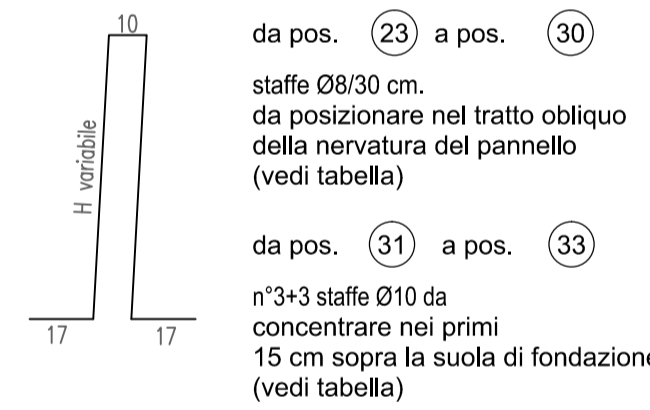 10
H variabile
17
17
da pos. 23 a pos. 30
staffe Ø8/30 cm.
da posizionare nel tratto obliquo
della nervatura del pannello
(vedi tabella)
da pos. 31 a pos. 33
n°3+3 staffe Ø10 da
concentrare nei primi
15 cm sopra la suola di fondazione
(vedi tabella)